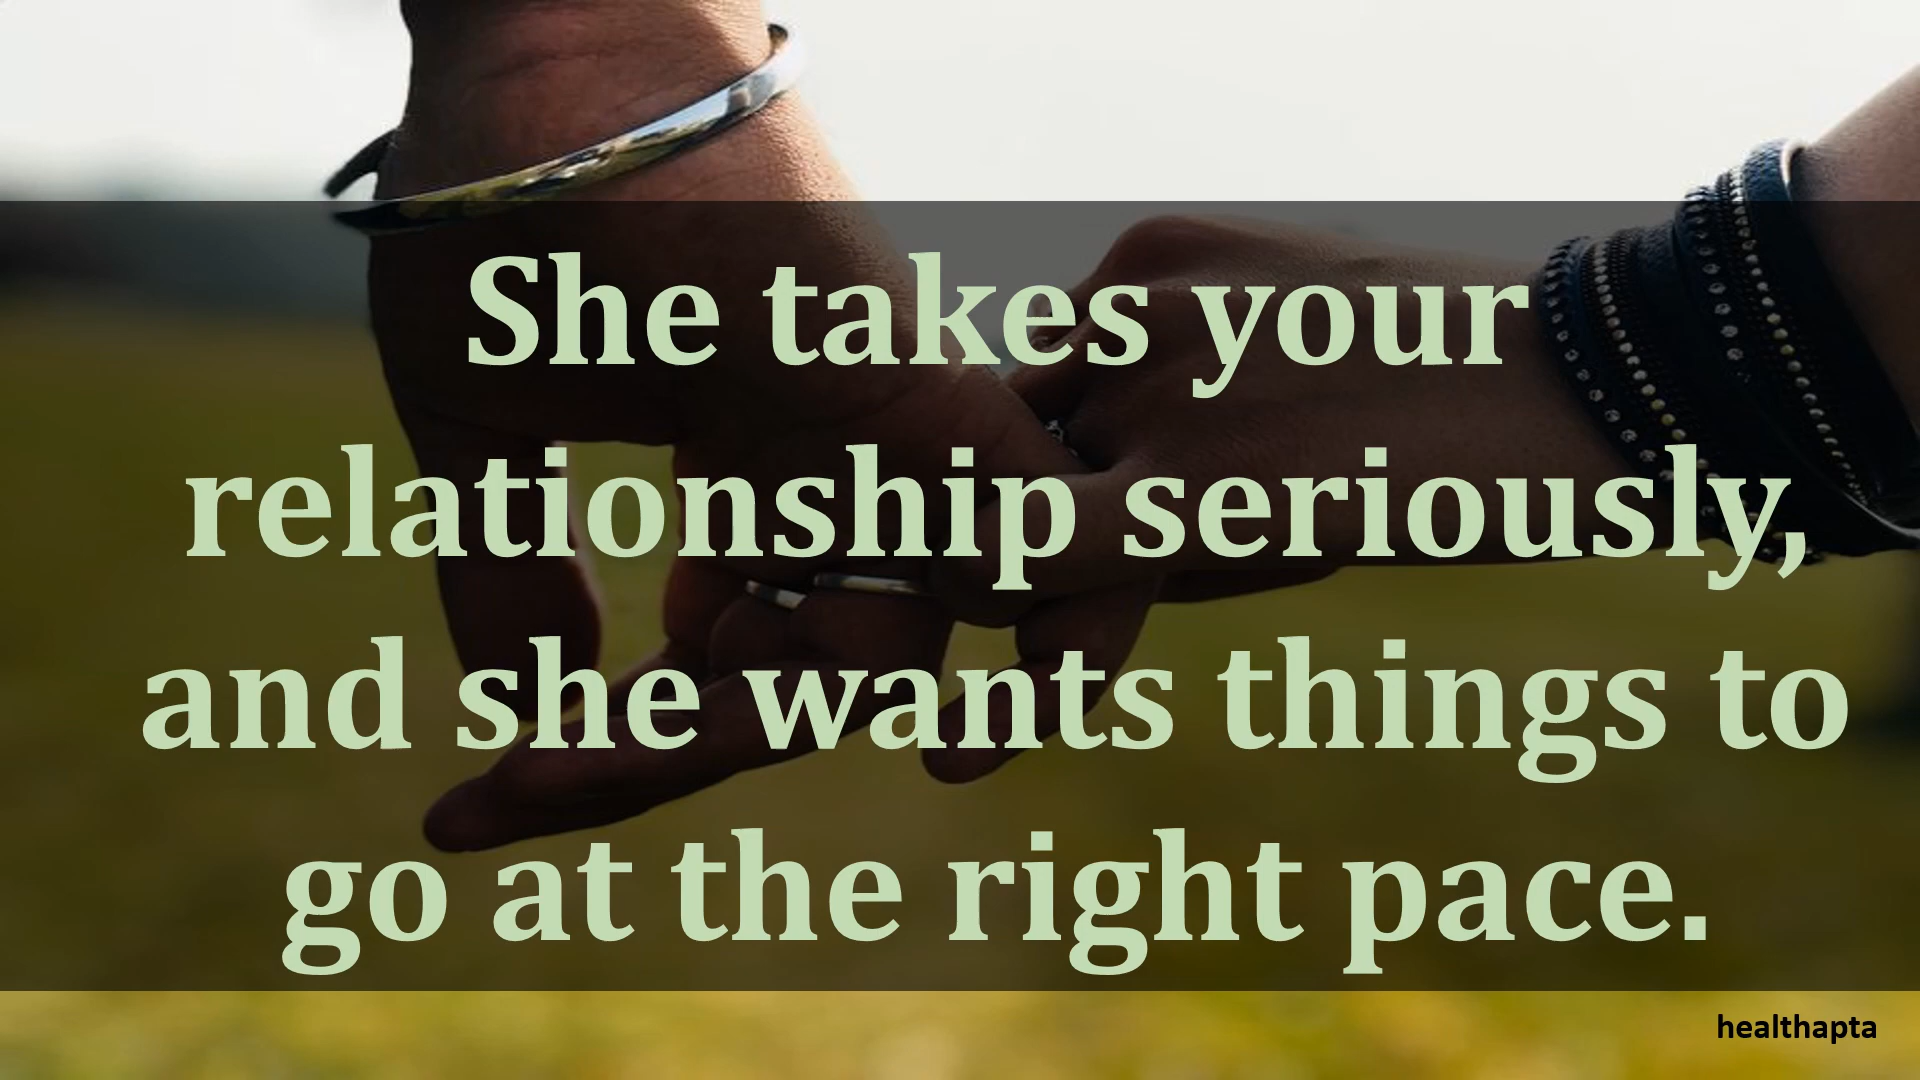 She takes your
relationship seriously,
and she wants things to
go at the right pace.
healthapta